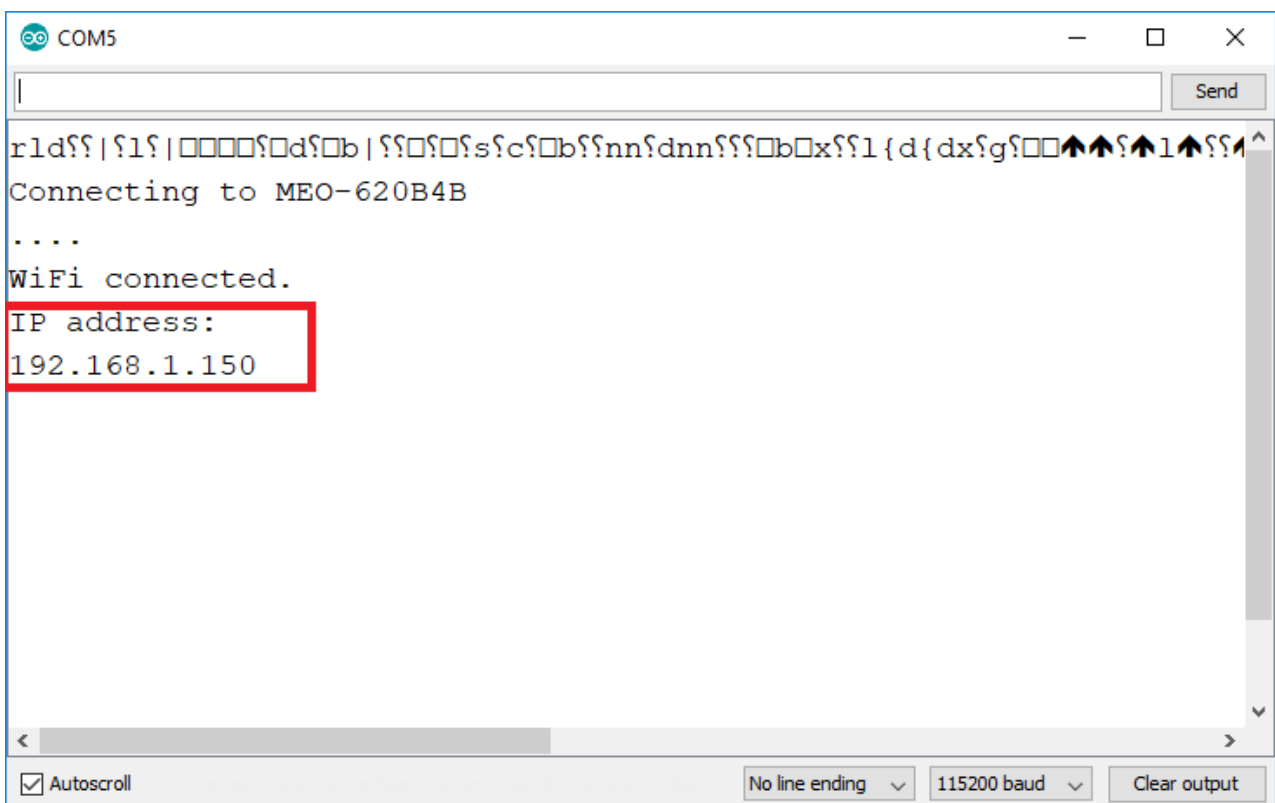 COM5
Send
Connecting to MEO-620B4B
....
WiFi connected.
IP address:
192.168.1.150
Autoscroll
No line ending
115200 baud
Clear output